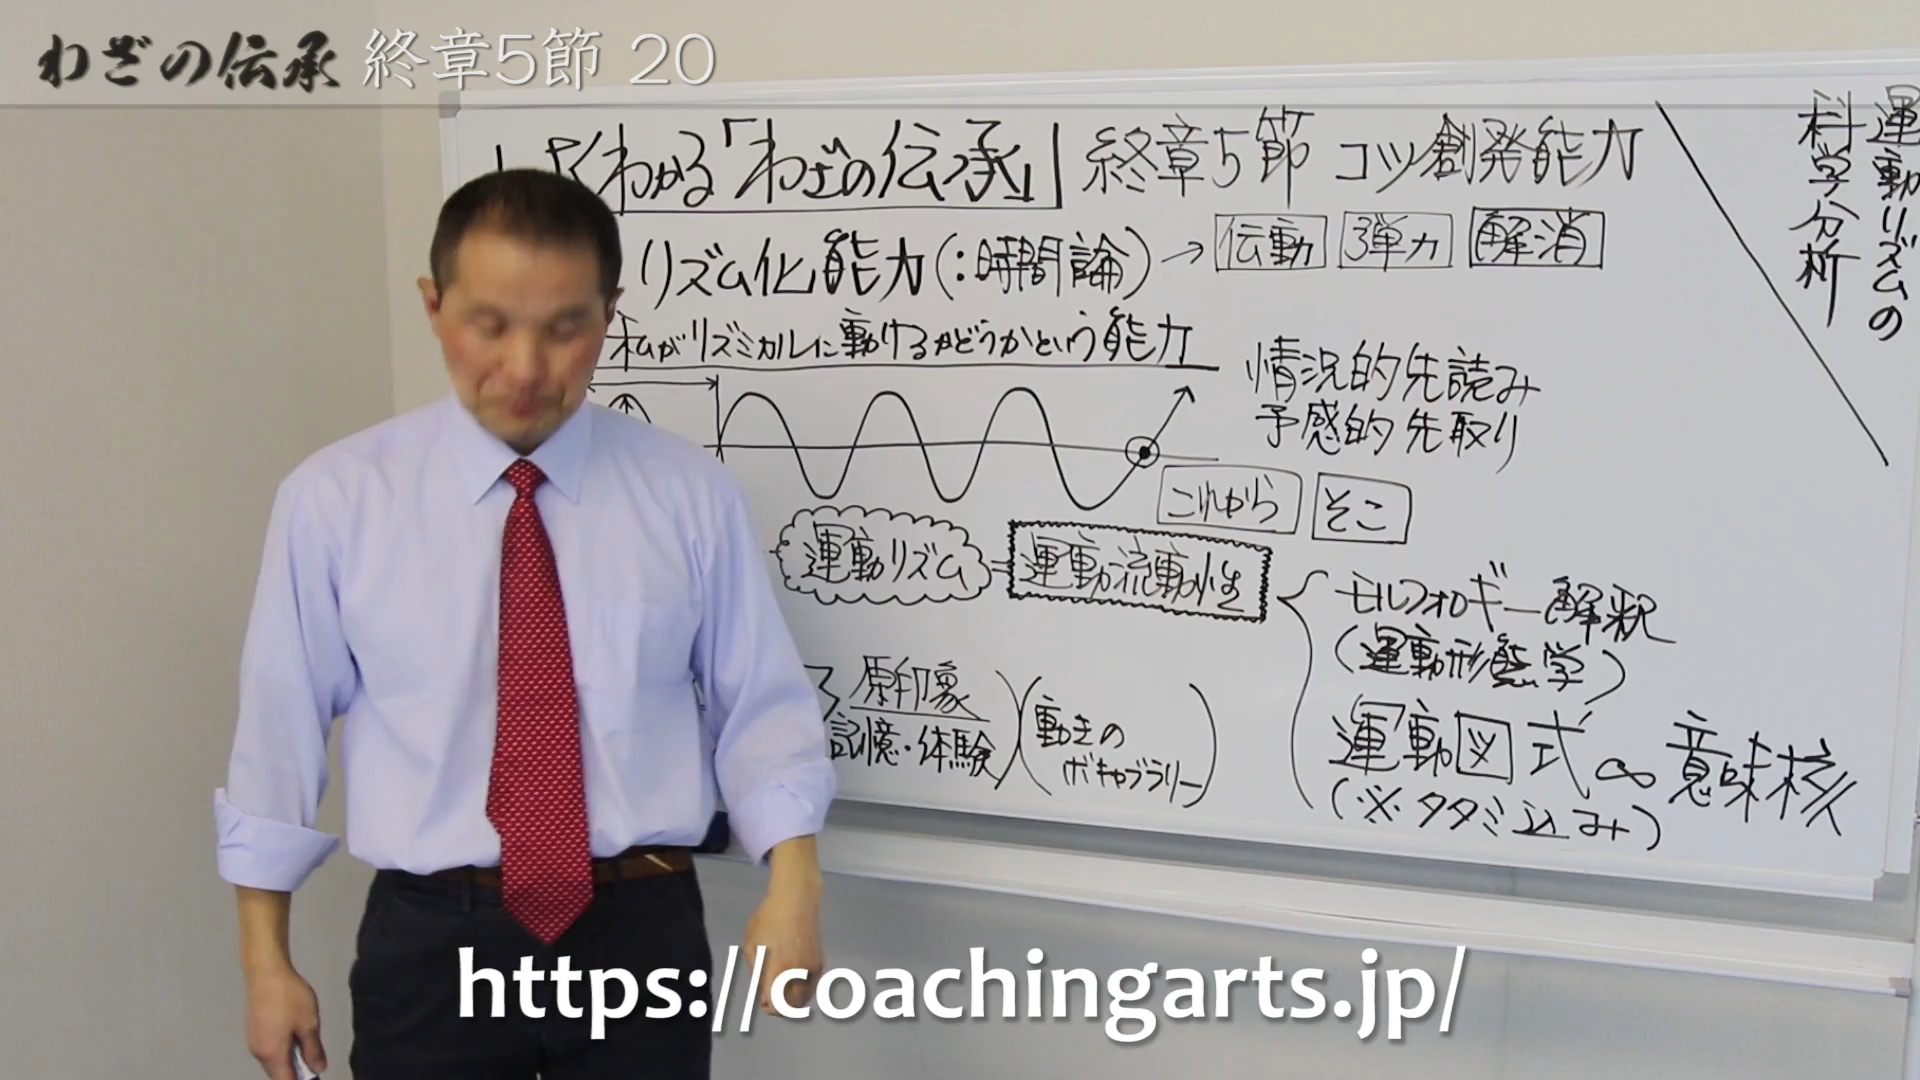 わざの伝承 終章5節 20
よくわかる「わざの伝承」 終章5節 コツ創発能力
リズム化能力(:時間論)→ 伝動 弾力 解消
私がリズミカルに動けるかどうかという能力
情況的先読み
予感的先取り
これから そこ
運動リズム = 運動流動性
モルフォロギー解釈
(運動形態学)
運動図式∞意味核
(※タタミ込み)
原印象
記憶・体験
動きの
ボキャブラリー
運動リズムの
科学分析
https://coachingarts.jp/